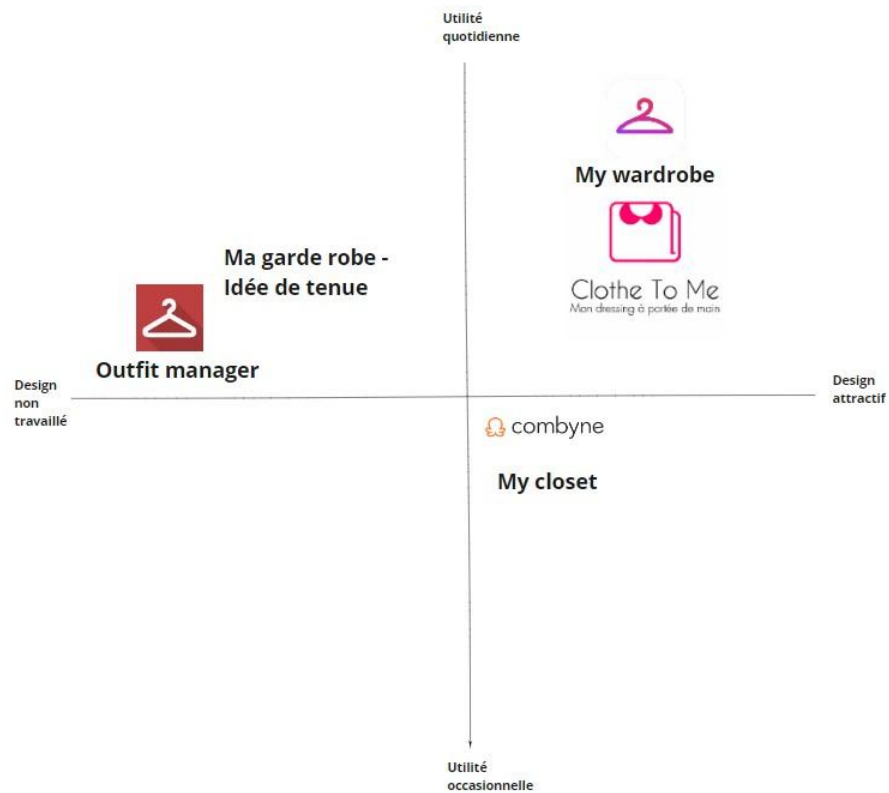 Utilité
quotidienne
My wardrobe
Ma garde robe -
Idée de tenue
Clothe To Me
Mon dressing à portée de main
Outfit manager
Design
non
travaillé
Design
attractif
combyne
My closet
Utilité
occasionnelle